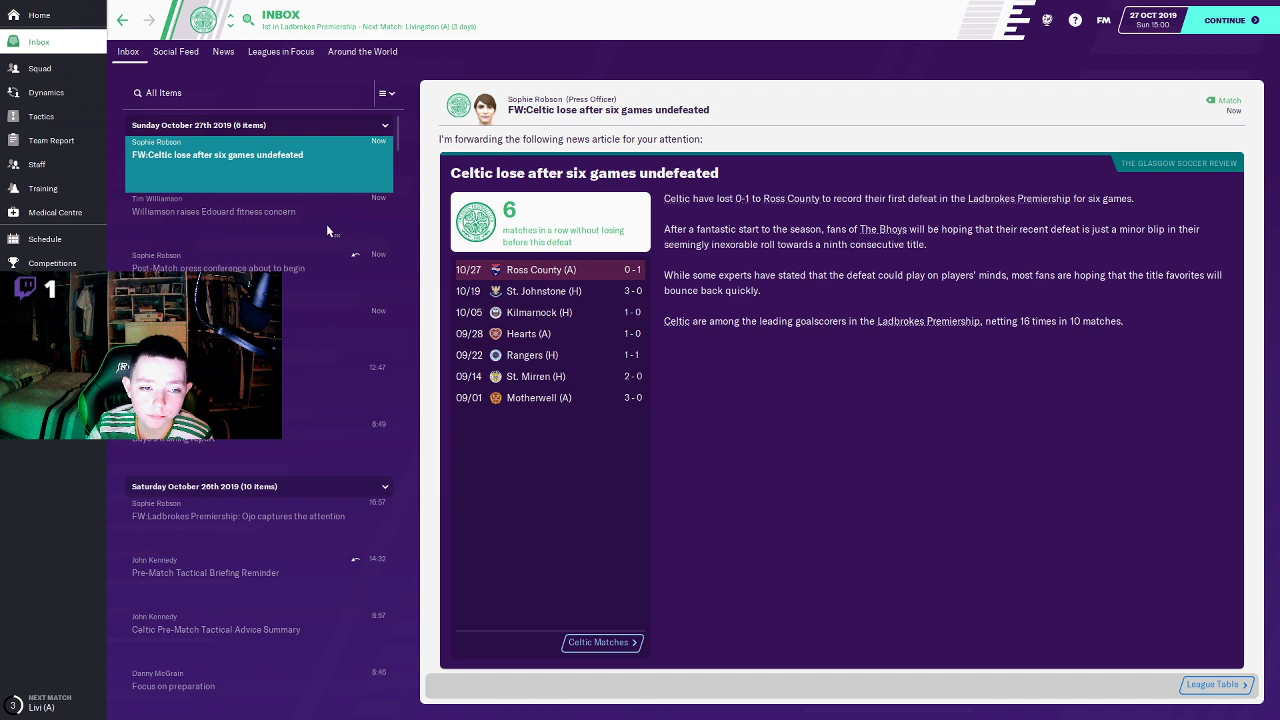 INBOX
1st in Ladbrokes Premiership - Next Match: Livingston (A) (3 days)
FM
27 OCT 2019
Sun 15:00
CONTINUE
Inbox
Social Feed
News
Leagues in Focus
Around the World
Home
Inbox
Squad
Dynamics
Tactics
Team Report
Staff
Training
Medical Centre
Schedule
Competitions
1
NEXT MATCH
3
Livi (A)
All Items
Sunday October 27th 2019 (6 items)
Sophie Robson
Now
FW:Celtic lose after six games undefeated
Tim Williamson
Now
Williamson raises Edouard fitness concern
Sophie Robson
Now
Post-Match press conference about to begin
Now
12:47
8:49
Saturday October 26th 2019 (10 items)
Sophie Robson
16:57
FW:Ladbrokes Premiership: Ojo captures the attention
John Kennedy
14:32
Pre-Match Tactical Briefing Reminder
John Kennedy
8:57
Celtic Pre-Match Tactical Advice Summary
Danny McGrain
8:46
Focus on preparation
Sophie Robson (Press Officer)
FW:Celtic lose after six games undefeated
Match
Now
I'm forwarding the following news article for your attention:
THE GLASGOW SOCCER REVIEW
Celtic lose after six games undefeated
6
matches in a row without losing
before this defeat
10/27 Ross County (A) 0 - 1
10/19 St. Johnstone (H) 3 - 0
10/05 Kilmarnock (H) 1 - 0
09/28 Hearts (A) 1 - 0
09/22 Rangers (H) 1 - 1
09/14 St. Mirren (H) 2 - 0
09/01 Motherwell (A) 3 - 0
Celtic Matches
Celtic have lost 0-1 to Ross County to record their first defeat in the Ladbrokes Premiership for six games.
After a fantastic start to the season, fans of The Bhoys will be hoping that their recent defeat is just a minor blip in their
seemingly inexorable roll towards a ninth consecutive title.
While some experts have stated that the defeat could play on players' minds, most fans are hoping that the title favorites will
bounce back quickly.
Celtic are among the leading goalscorers in the Ladbrokes Premiership, netting 16 times in 10 matches.
League Table